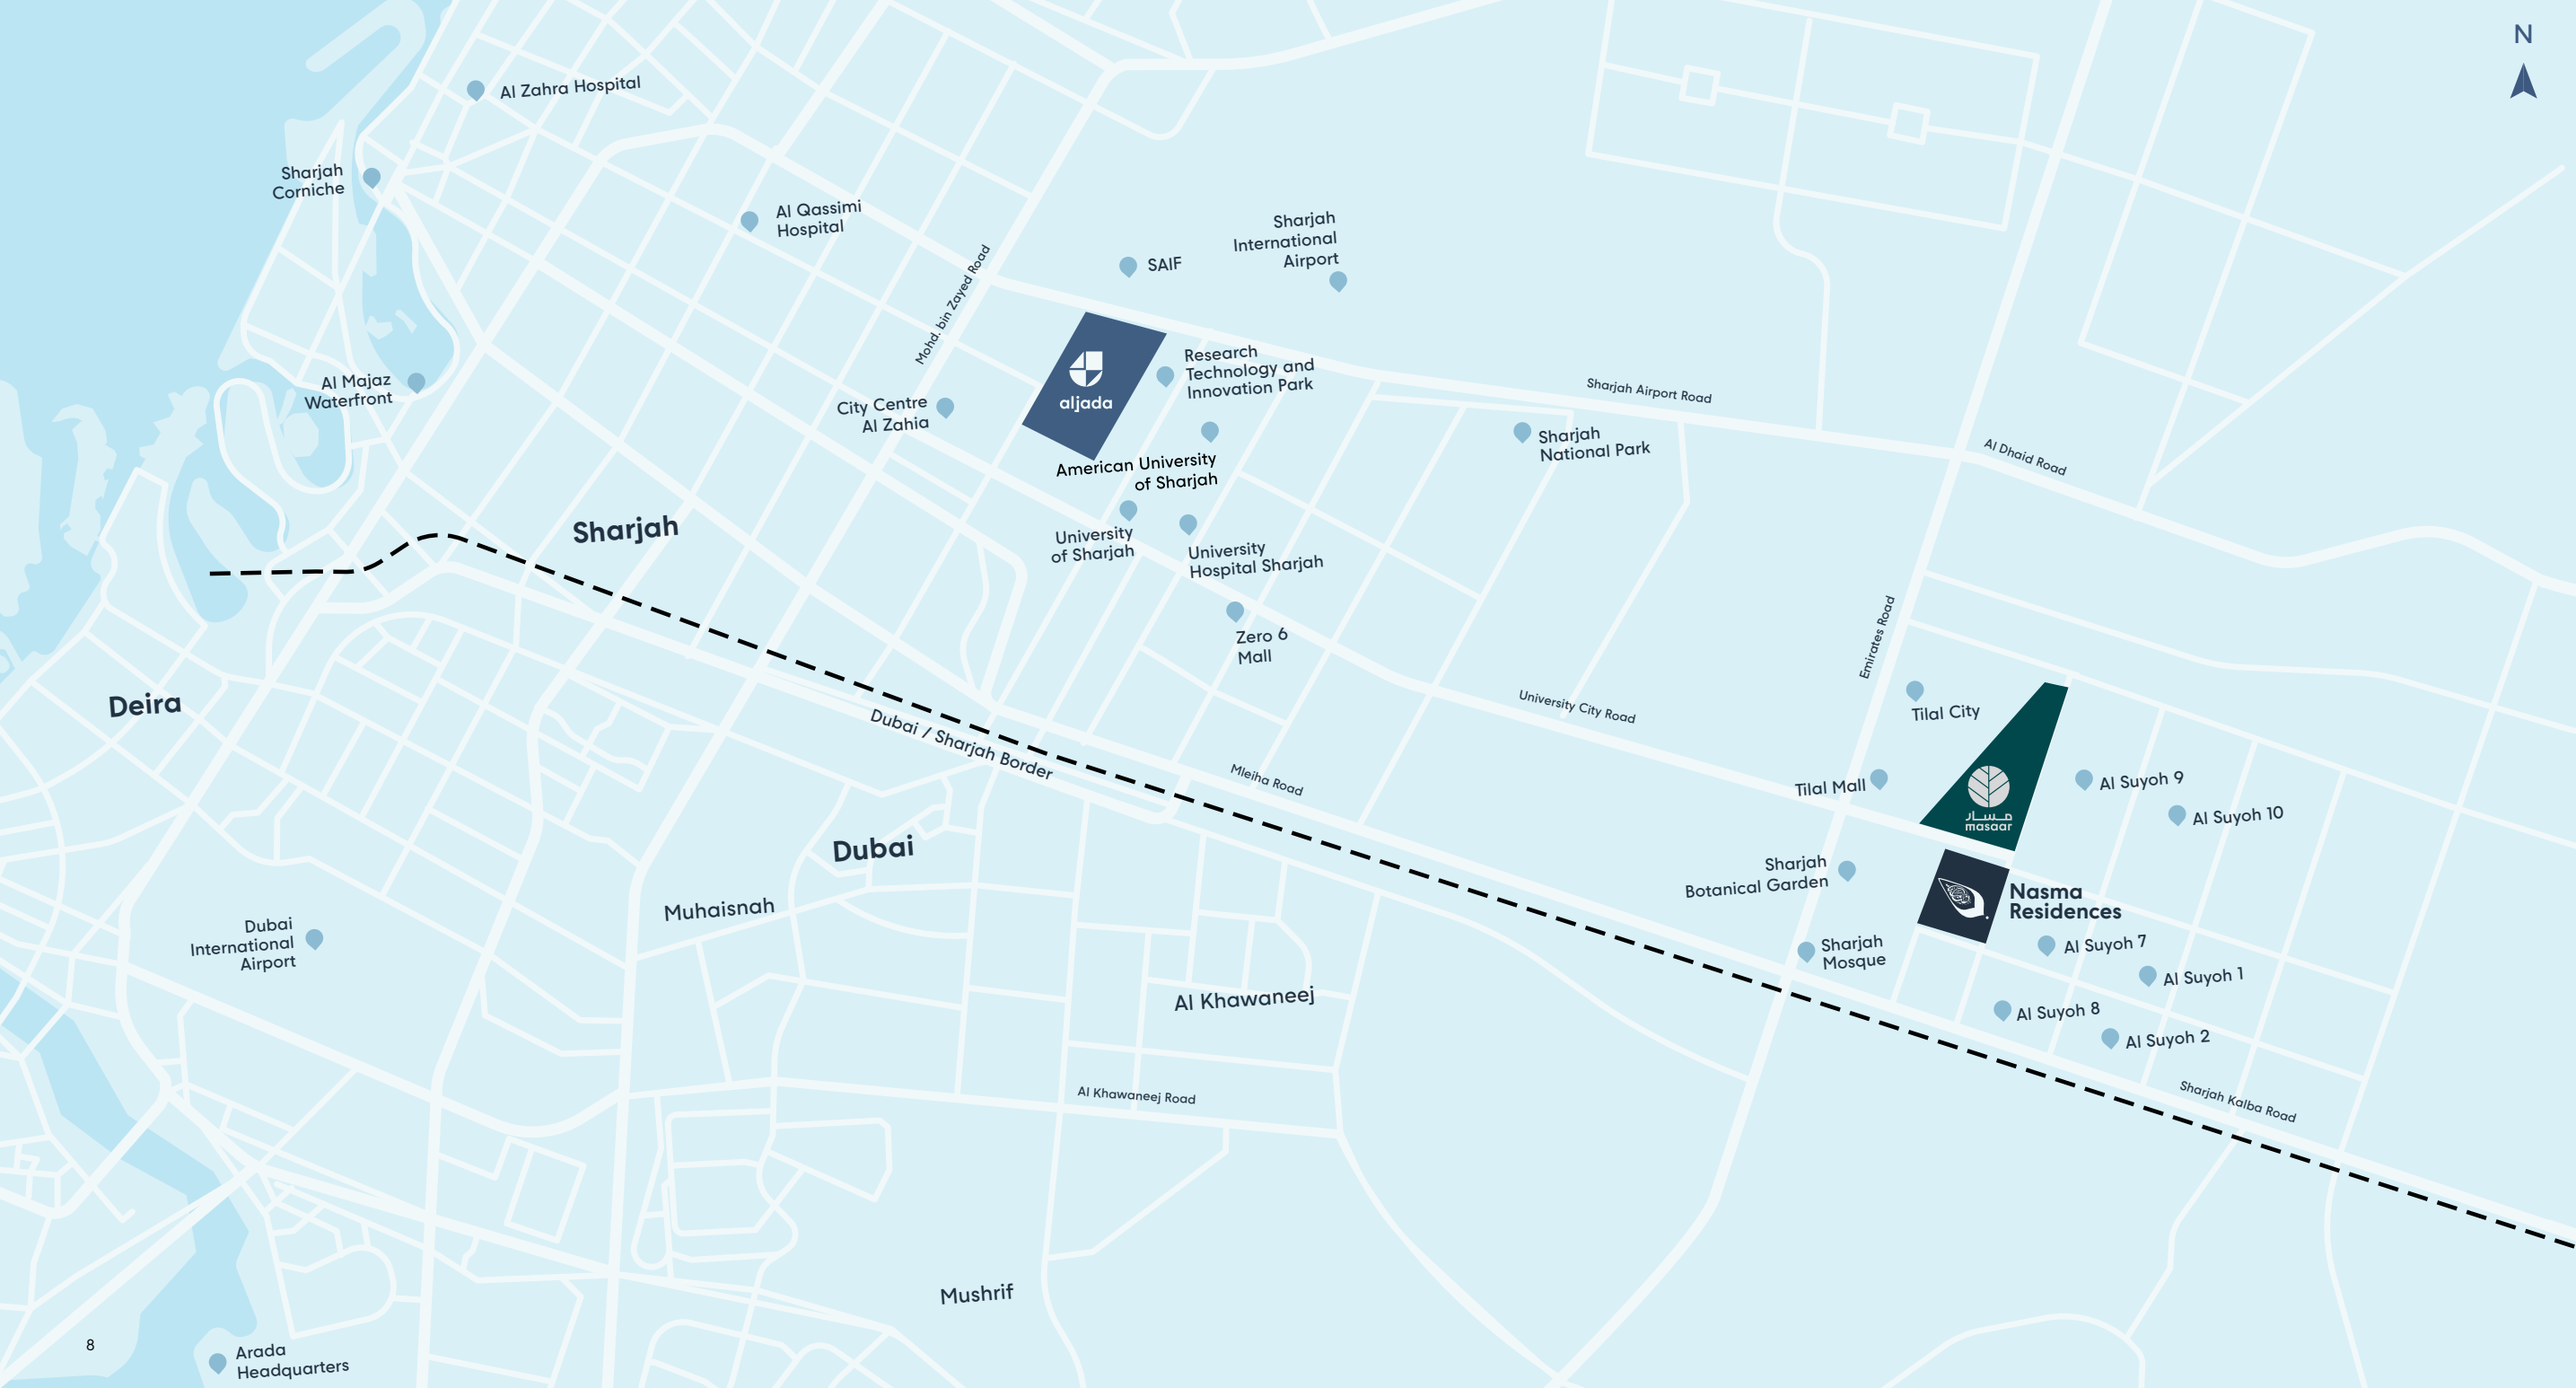 N
Al Zahra Hospital
Sharjah
Corniche
Al Qassimi
Hospital
Mohd. bin Zayed Road
SAIF
Sharjah
International
Airport
Al Majaz
Waterfront
City Centre
Al Zahia
aljada
Research
Technology and
Innovation Park
Sharjah Airport Road
American University
of Sharjah
Sharjah
National Park
Al Dhaid Road
Sharjah
University
of Sharjah
University
Hospital Sharjah
Zero 6
Mall
Emirates Road
Deira
Dubai / Sharjah Border
University City Road
Tilal City
Mleiha Road
Tilal Mall
مسار
masaar
Al Suyoh 9
Al Suyoh 10
Dubai
Muhaisnah
Sharjah
Botanical Garden
Nasma
Residences
Dubai
International
Airport
Sharjah
Mosque
Al Suyoh 7
Al Suyoh 1
Al Khawaneej
Al Suyoh 8
Al Suyoh 2
Al Khawaneej Road
Sharjah Kalba Road
Mushrif
8
Arada
Headquarters